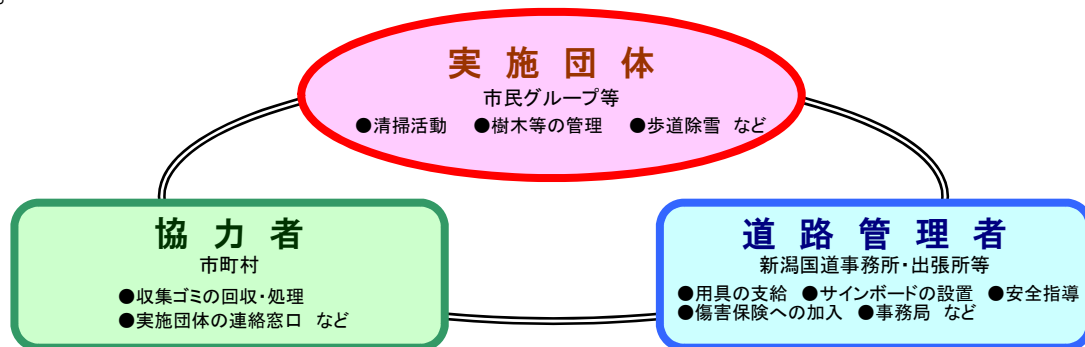 実施団体
市民グループ等
●清掃活動 ●樹木等の管理 ●歩道除雪 など
協力者
市町村
●収集ゴミの回収・処理
●実施団体の連絡窓口 など
道路管理者
新潟国道事務所・出張所等
●用具の支給 ●サインボードの設置 ●安全指導
●傷害保険への加入 ●事務局 など